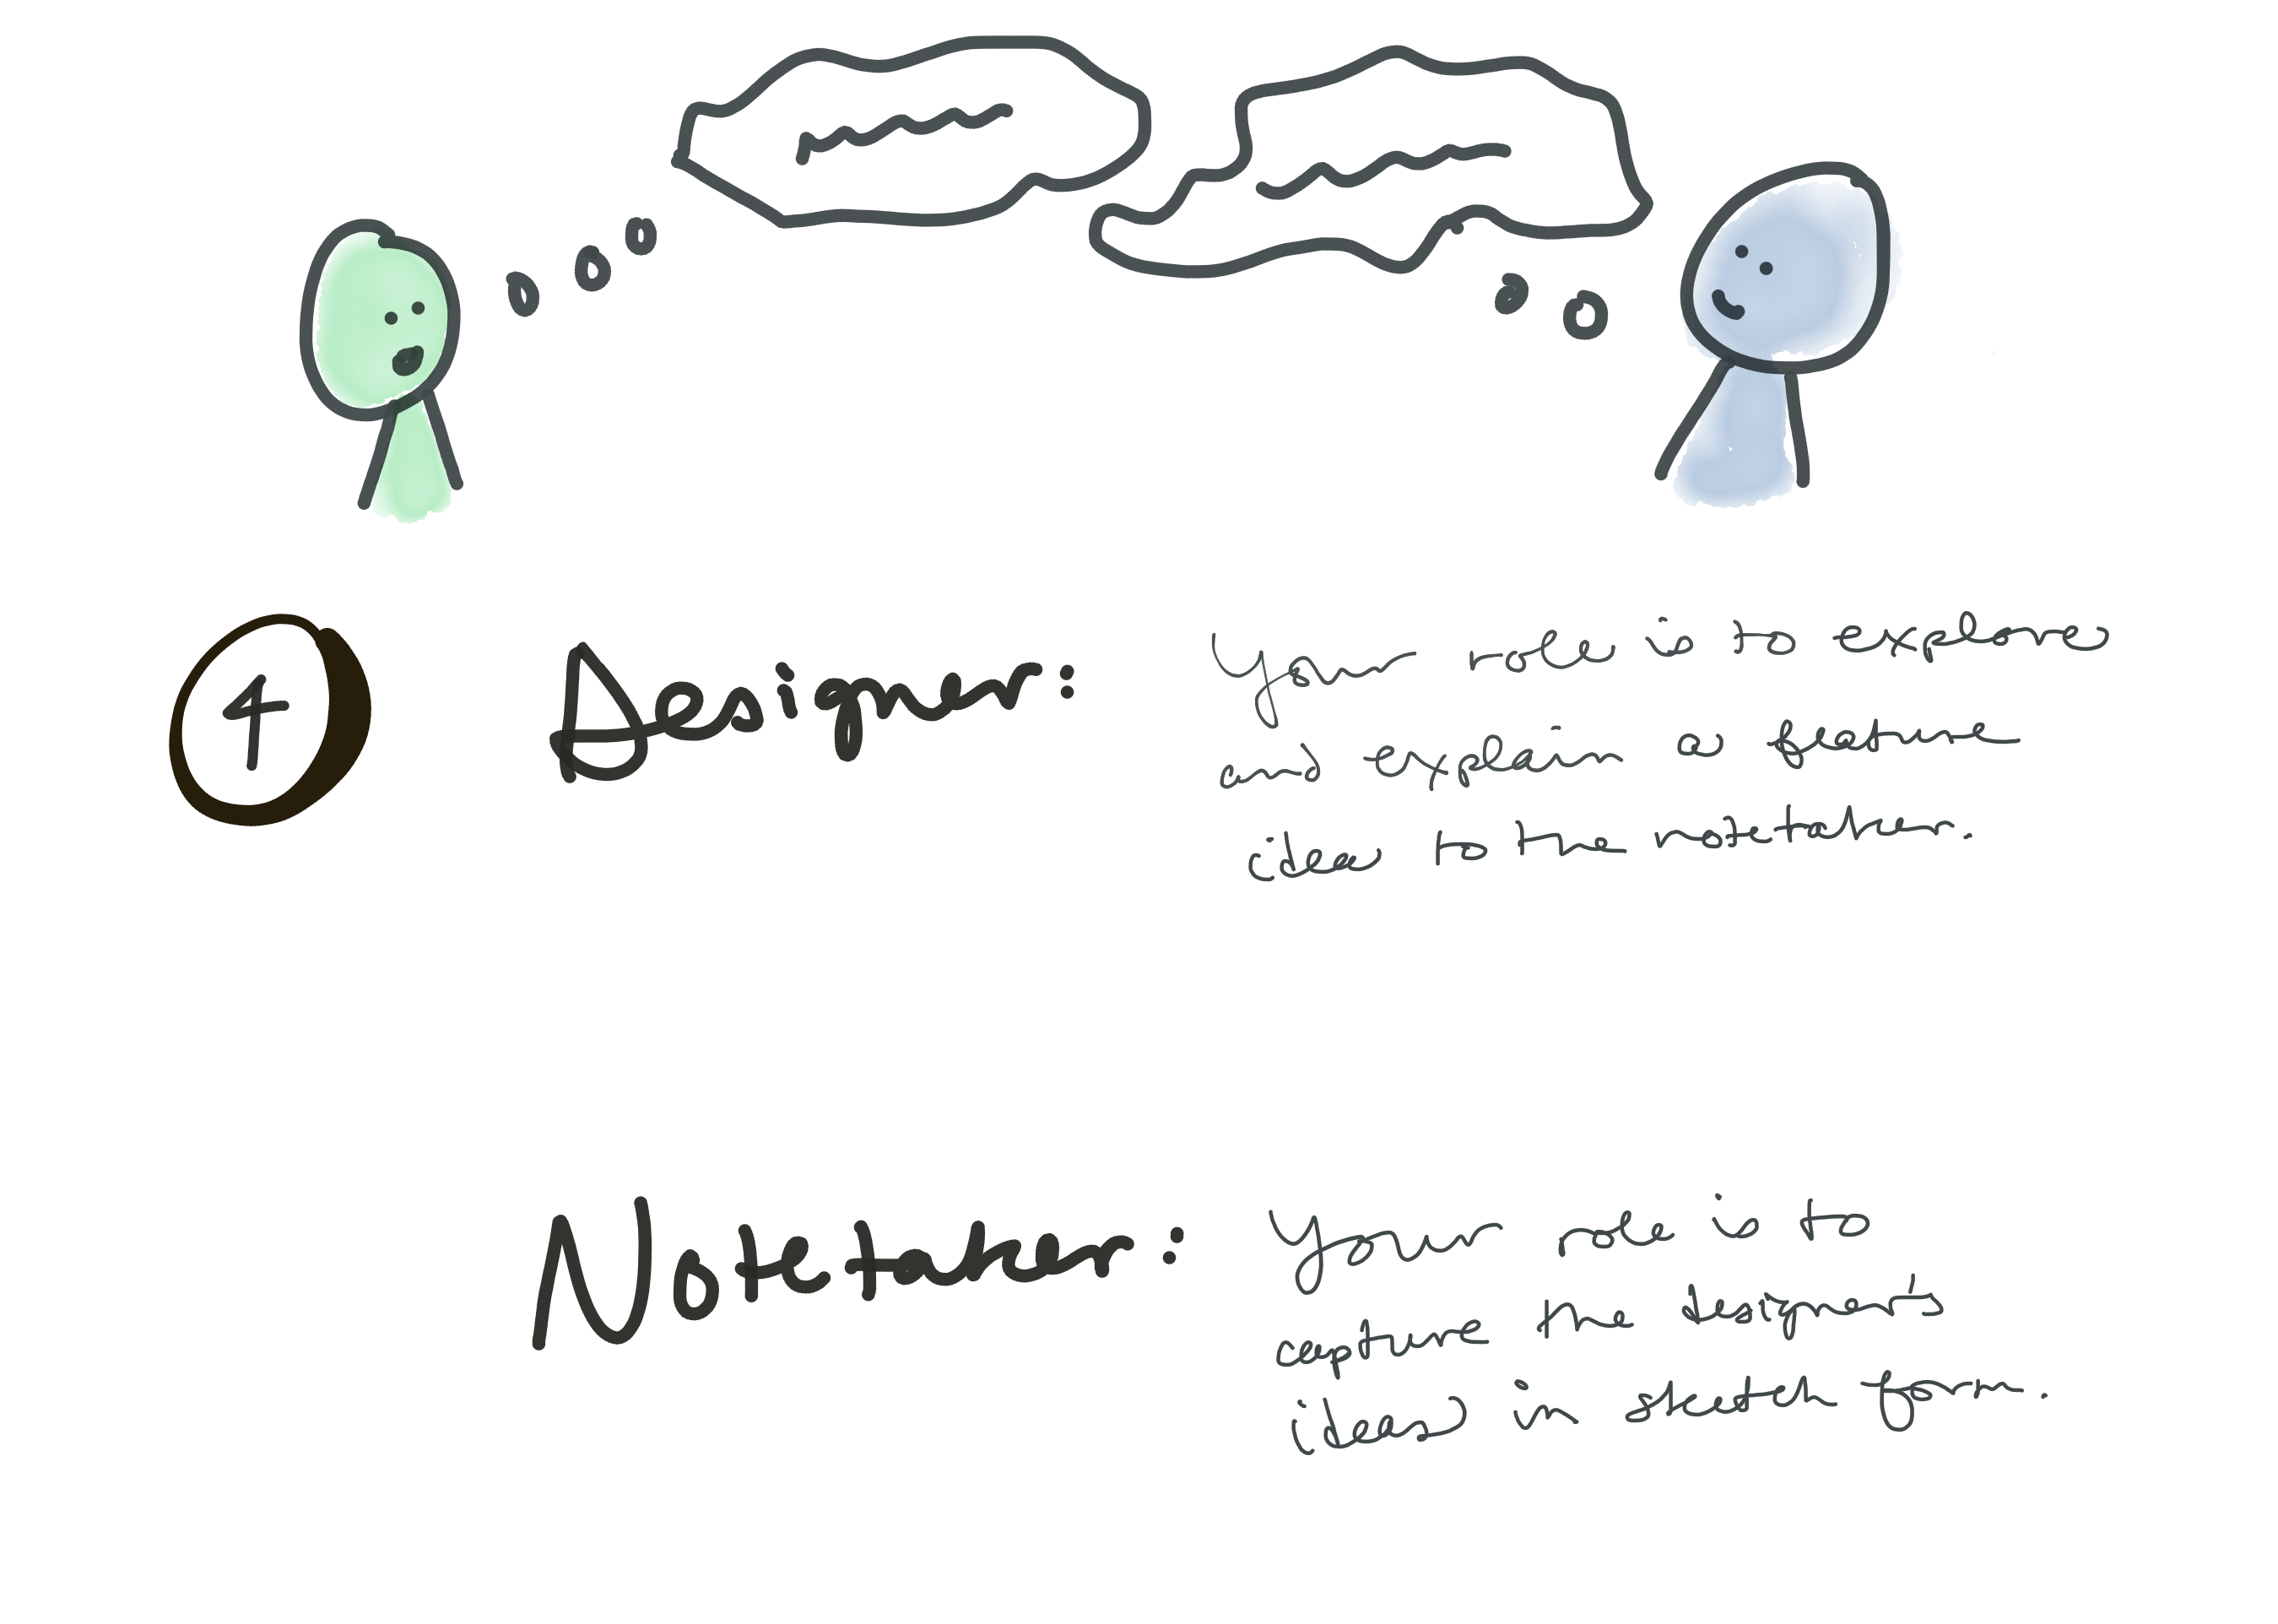 4 Designer: Your role is to explore
and explain a feature
idea to the notetaker.
Notetaker: Your role is to
capture the designer's
ideas in sketch form.